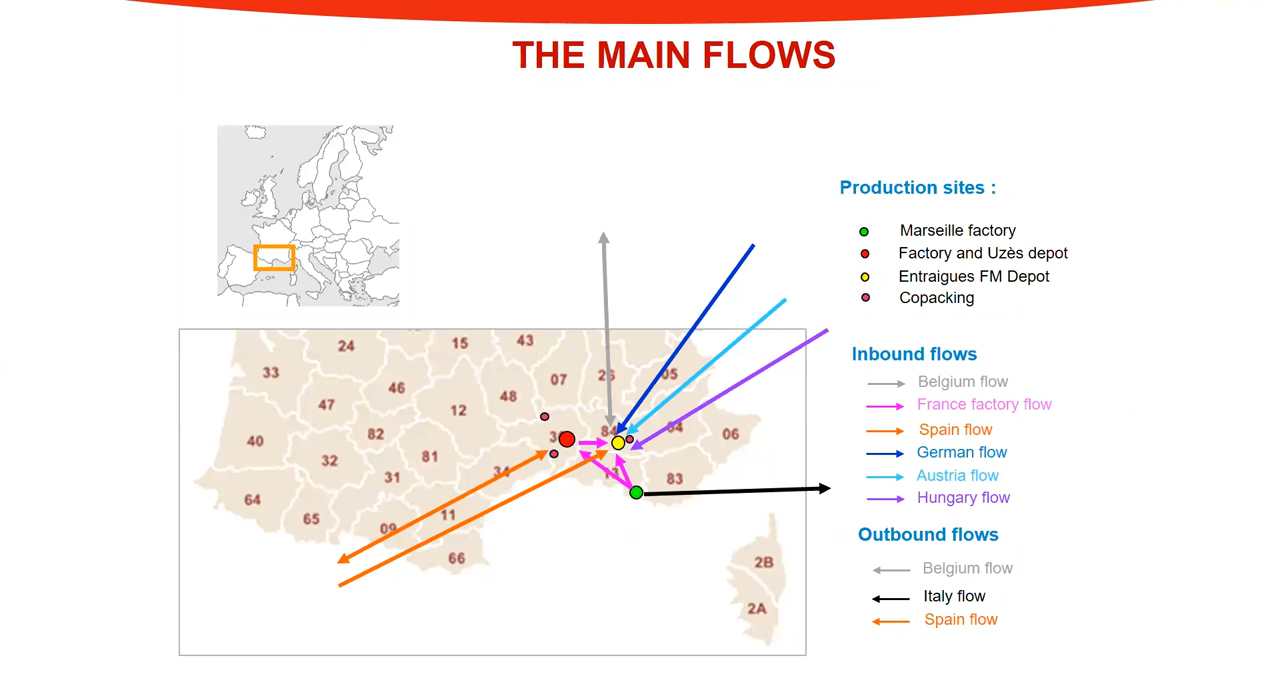 THE MAIN FLOWS
Production sites :
Marseille factory
Factory and Uzès depot
Entraigues FM Depot
Copacking
24
15
43
33
07
26
05
46
48
47
12
40
82
84
04
06
32
81
31
34
13
83
64
65
09
11
66
2B
2A
Inbound flows
Belgium flow
France factory flow
Spain flow
German flow
Austria flow
Hungary flow
Outbound flows
Belgium flow
Italy flow
Spain flow